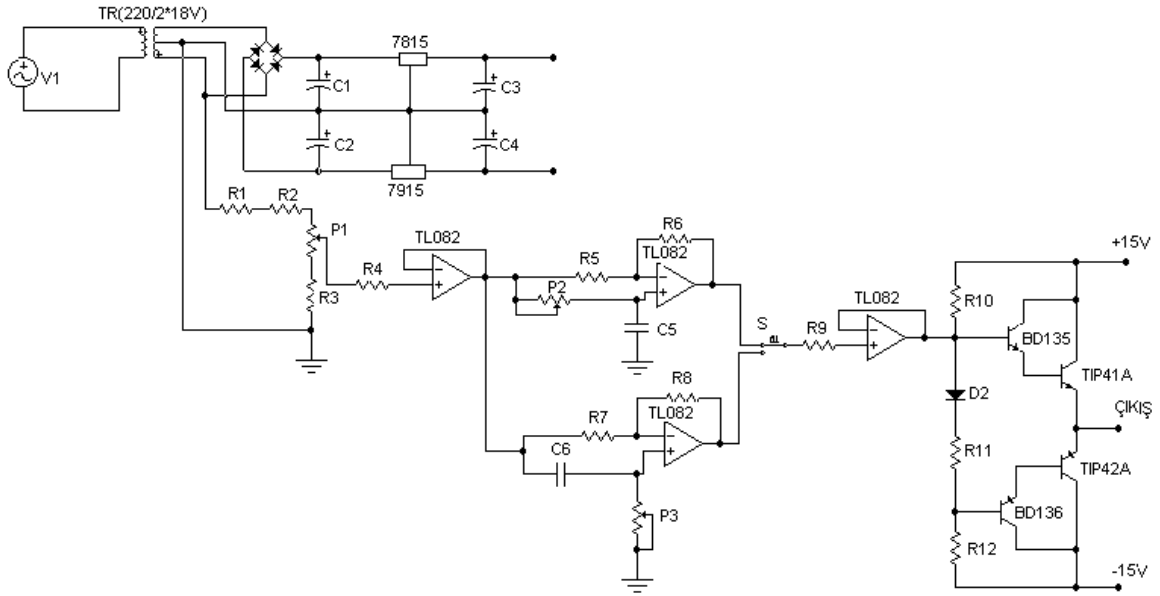 TR(220/2*18V)
V1
7815
C1
C3
C2
C4
7915
R1
R2
P1
R3
R4
TL082
R5
R6
TL082
P2
C5
S
R9
TL082
R7
R8
TL082
C6
P3
+15V
R10
BD135
TIP41A
D2
ÇIKIŞ
R11
TIP42A
BD136
R12
-15V